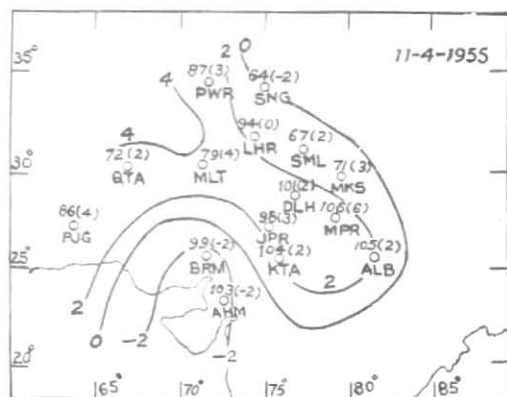 2 0
11-4-1955
35°
87(3)
PWR
64(-2)
SNG
4
94(0)
LHR
67(2)
SML
4
72(2)
QTA
79(4)
MLT
71(3)
MKS
30°
101(2)
DLH
106(6)
MPR
86(4)
PJG
98(3)
JPR
99(-2)
BRM
104(2)
KTA
105(2)
ALB
25°
2
103(-2)
AHM
2
0
-2
-2
20°
65° 70° 75° 80° 85°